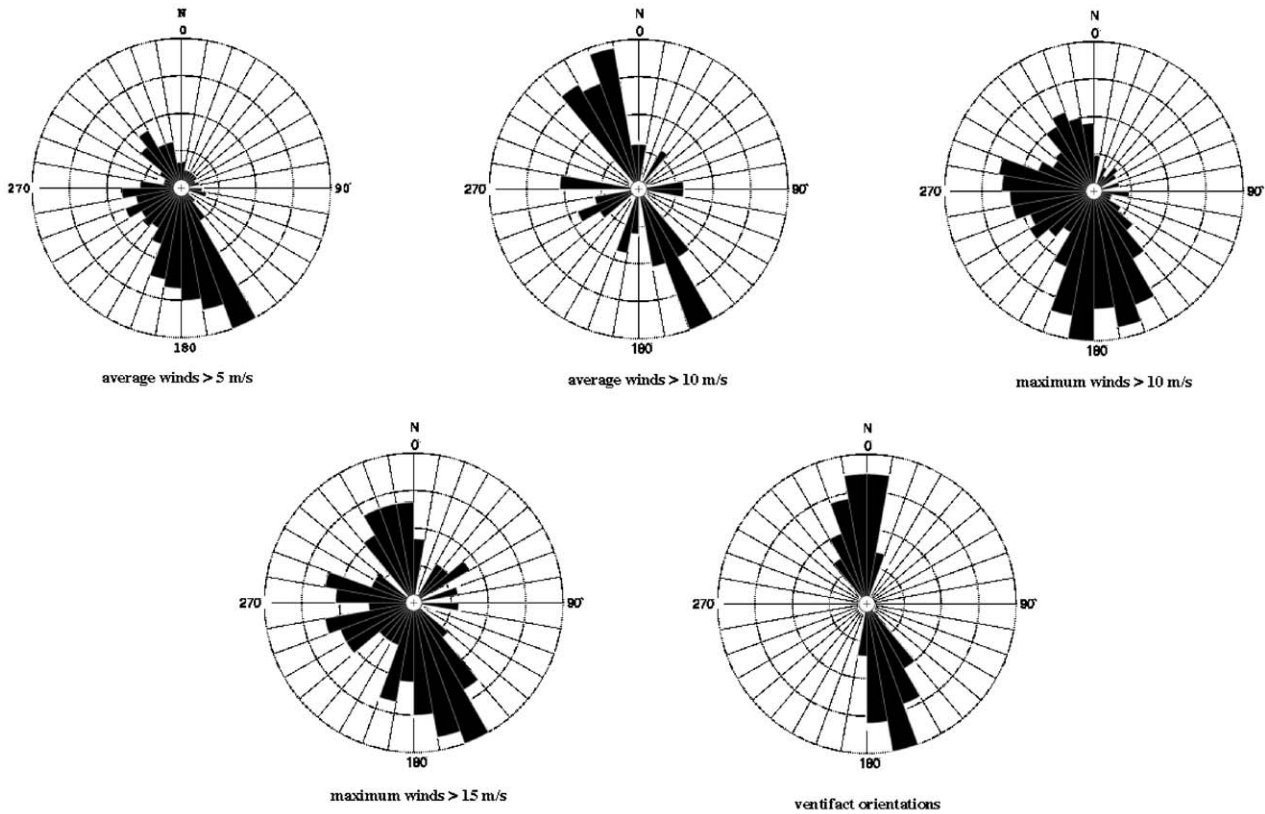 N
0
270
90°
180
average winds > 5 m/s
N
0
270
90°
180
average winds > 10 m/s
N
0
270
90°
180
maximum winds > 10 m/s
N
0
270
90°
180
maximum winds > 15 m/s
N
0
270
90°
180
ventifact orientations